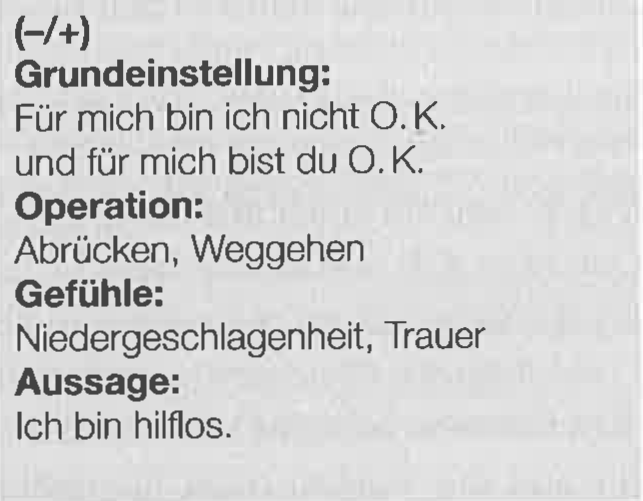 (–/+)
Grundeinstellung:
Für mich bin ich nicht O. K.
und für mich bist du O. K.
Operation:
Abrücken, Weggehen
Gefühle:
Niedergeschlagenheit, Trauer
Aussage:
Ich bin hilflos.